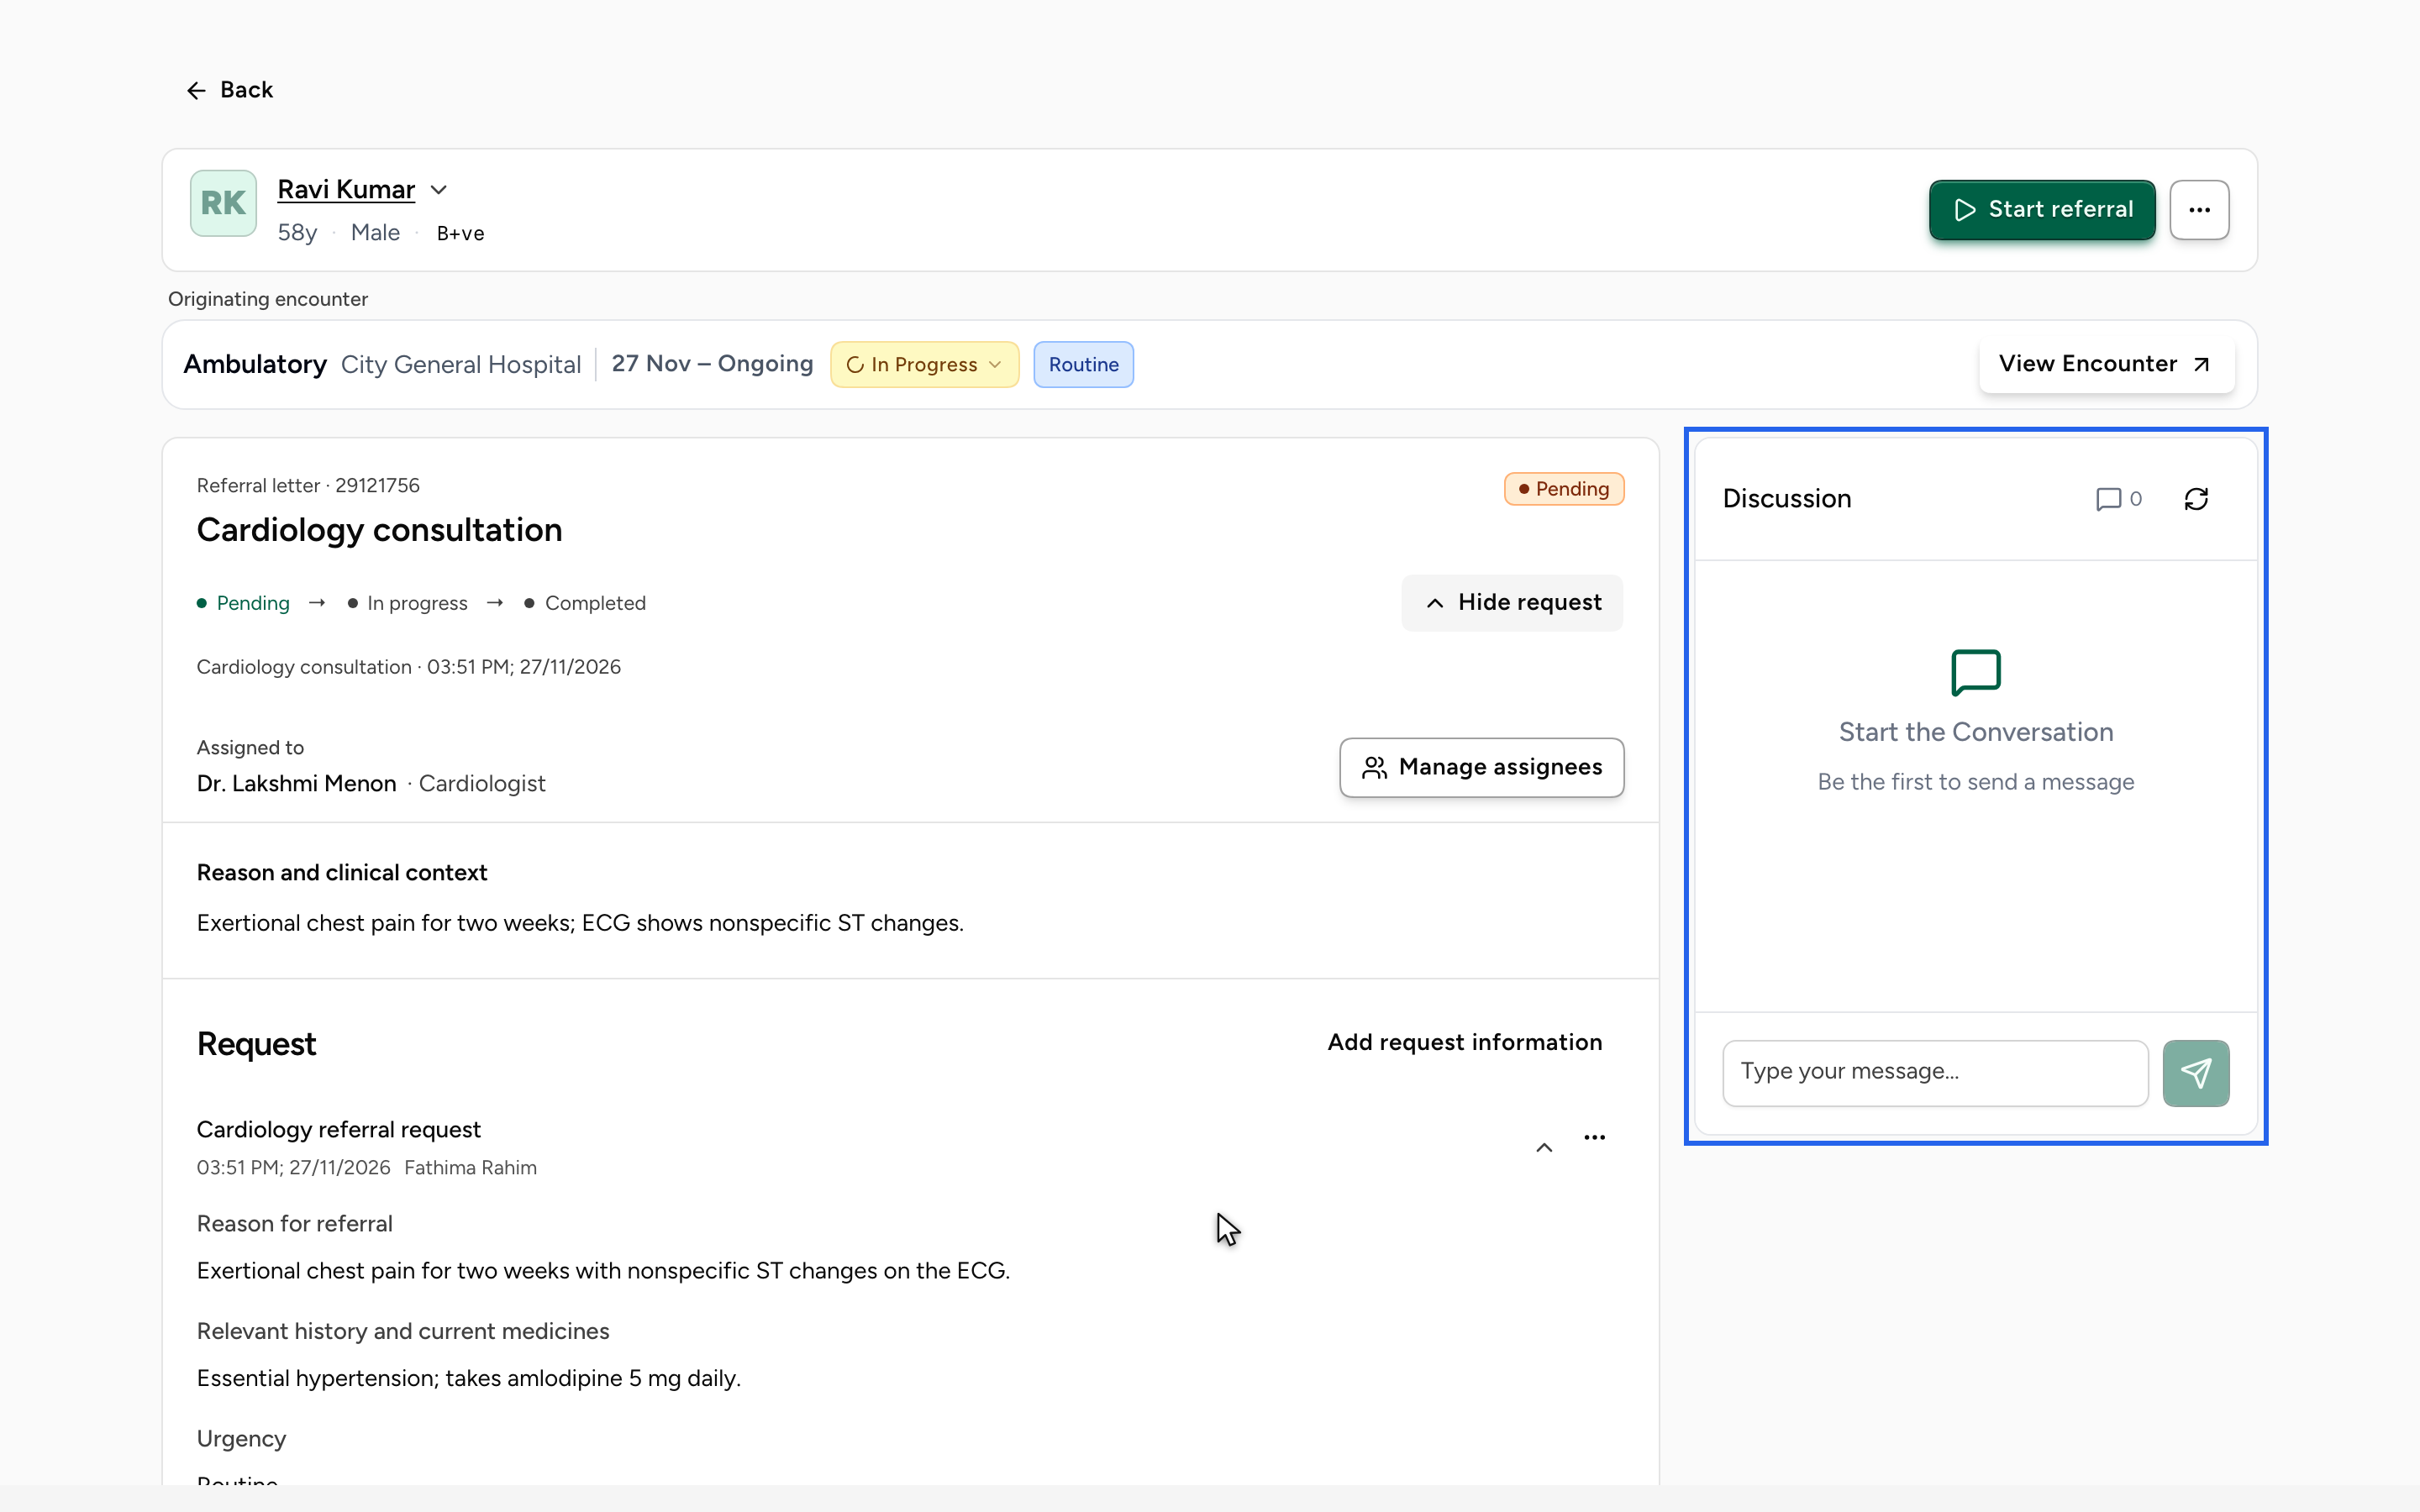 Back
RK
Ravi Kumar
58y · Male · B+ve
Start referral
Originating encounter
Ambulatory City General Hospital 27 Nov – Ongoing In Progress Routine
View Encounter
Referral letter · 29121756
Pending
Cardiology consultation
Pending → In progress → Completed
Hide request
Cardiology consultation · 03:51 PM; 27/11/2026
Assigned to
Dr. Lakshmi Menon · Cardiologist
Manage assignees
Reason and clinical context
Exertional chest pain for two weeks; ECG shows nonspecific ST changes.
Request
Add request information
Cardiology referral request
03:51 PM; 27/11/2026 Fathima Rahim
Reason for referral
Exertional chest pain for two weeks with nonspecific ST changes on the ECG.
Relevant history and current medicines
Essential hypertension; takes amlodipine 5 mg daily.
Urgency
Routine
Discussion
0
Start the Conversation
Be the first to send a message
Type your message...